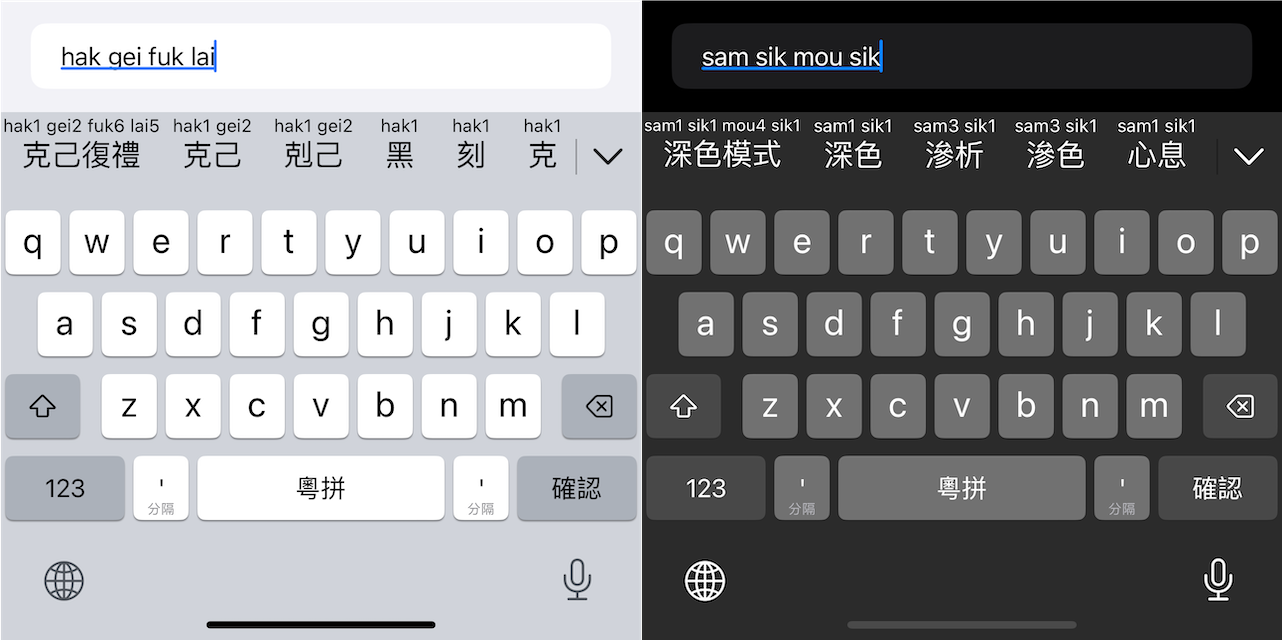 hak gei fuk lai
hak1 gei2 fuk6 lai5 hak1 gei2 hak1 gei2 hak1 hak1 hak1
克己復禮 克己 剋己 黑 刻 克
q w e r t y u i o p
a s d f g h j k l
z x c v b n m
123 ' 粵拼 ' 確認
分隔 分隔
sam sik mou sik
sam1 sik1 mou4 sik1 sam1 sik1 sam3 sik1 sam3 sik1 sam1 sik1
深色模式 深色 滲析 滲色 心息
q w e r t y u i o p
a s d f g h j k l
z x c v b n m
123 ' 粵拼 ' 確認
分隔 分隔